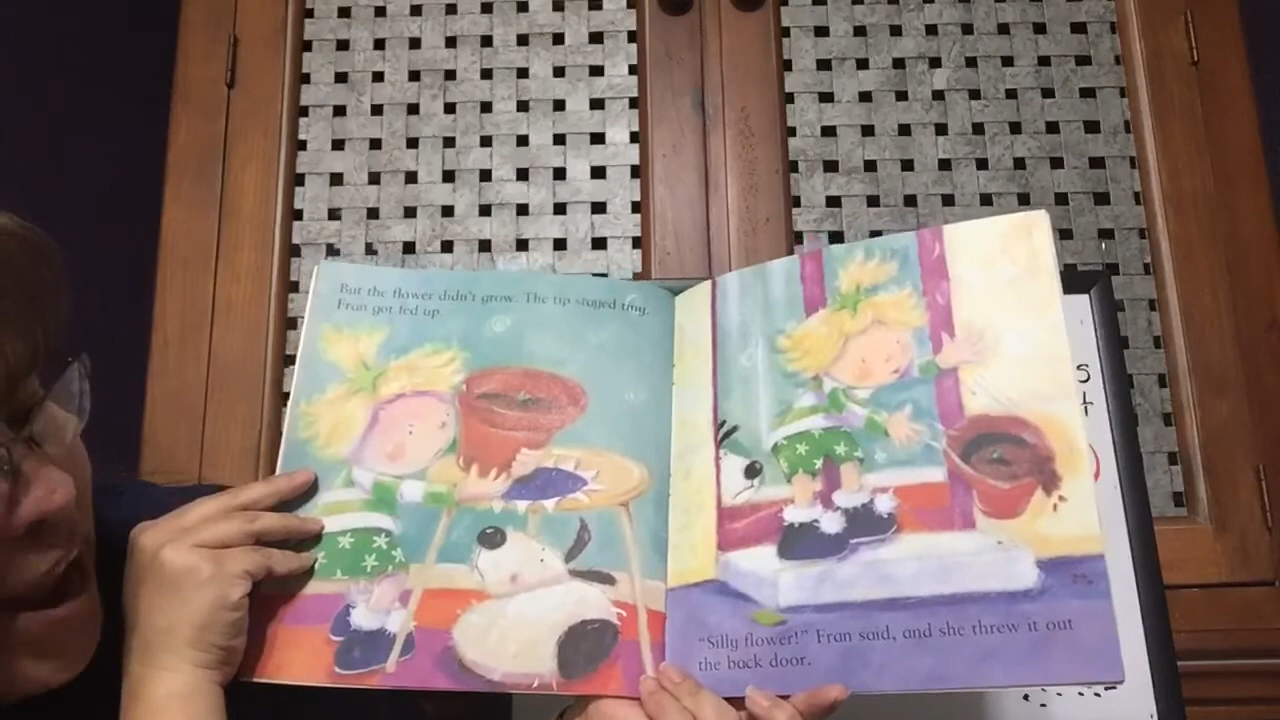 But the flower didn't grow. The tip stayed tiny.
Fran got fed up.
"Silly flower!" Fran said, and she threw it out
the back door.